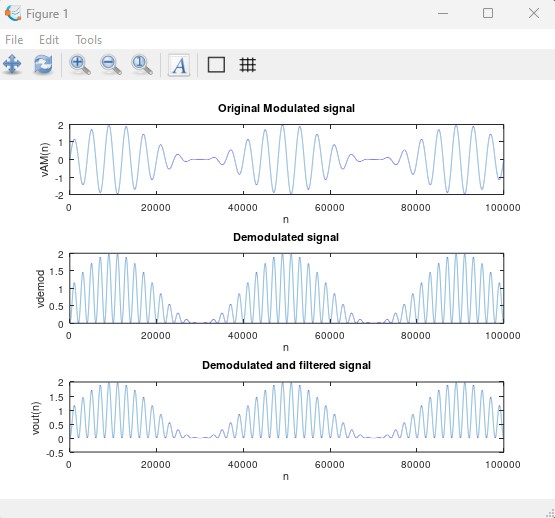 Figure 1
File Edit Tools
A
Original Modulated signal
2
1
0
-1
-2
vAM(n)
0 20000 40000 60000 80000 100000
n
Demodulated signal
2
1.5
1
0.5
0
vdemod
0 20000 40000 60000 80000 100000
n
Demodulated and filtered signal
2
1.5
1
0.5
0
-0.5
vout(n)
0 20000 40000 60000 80000 100000
n